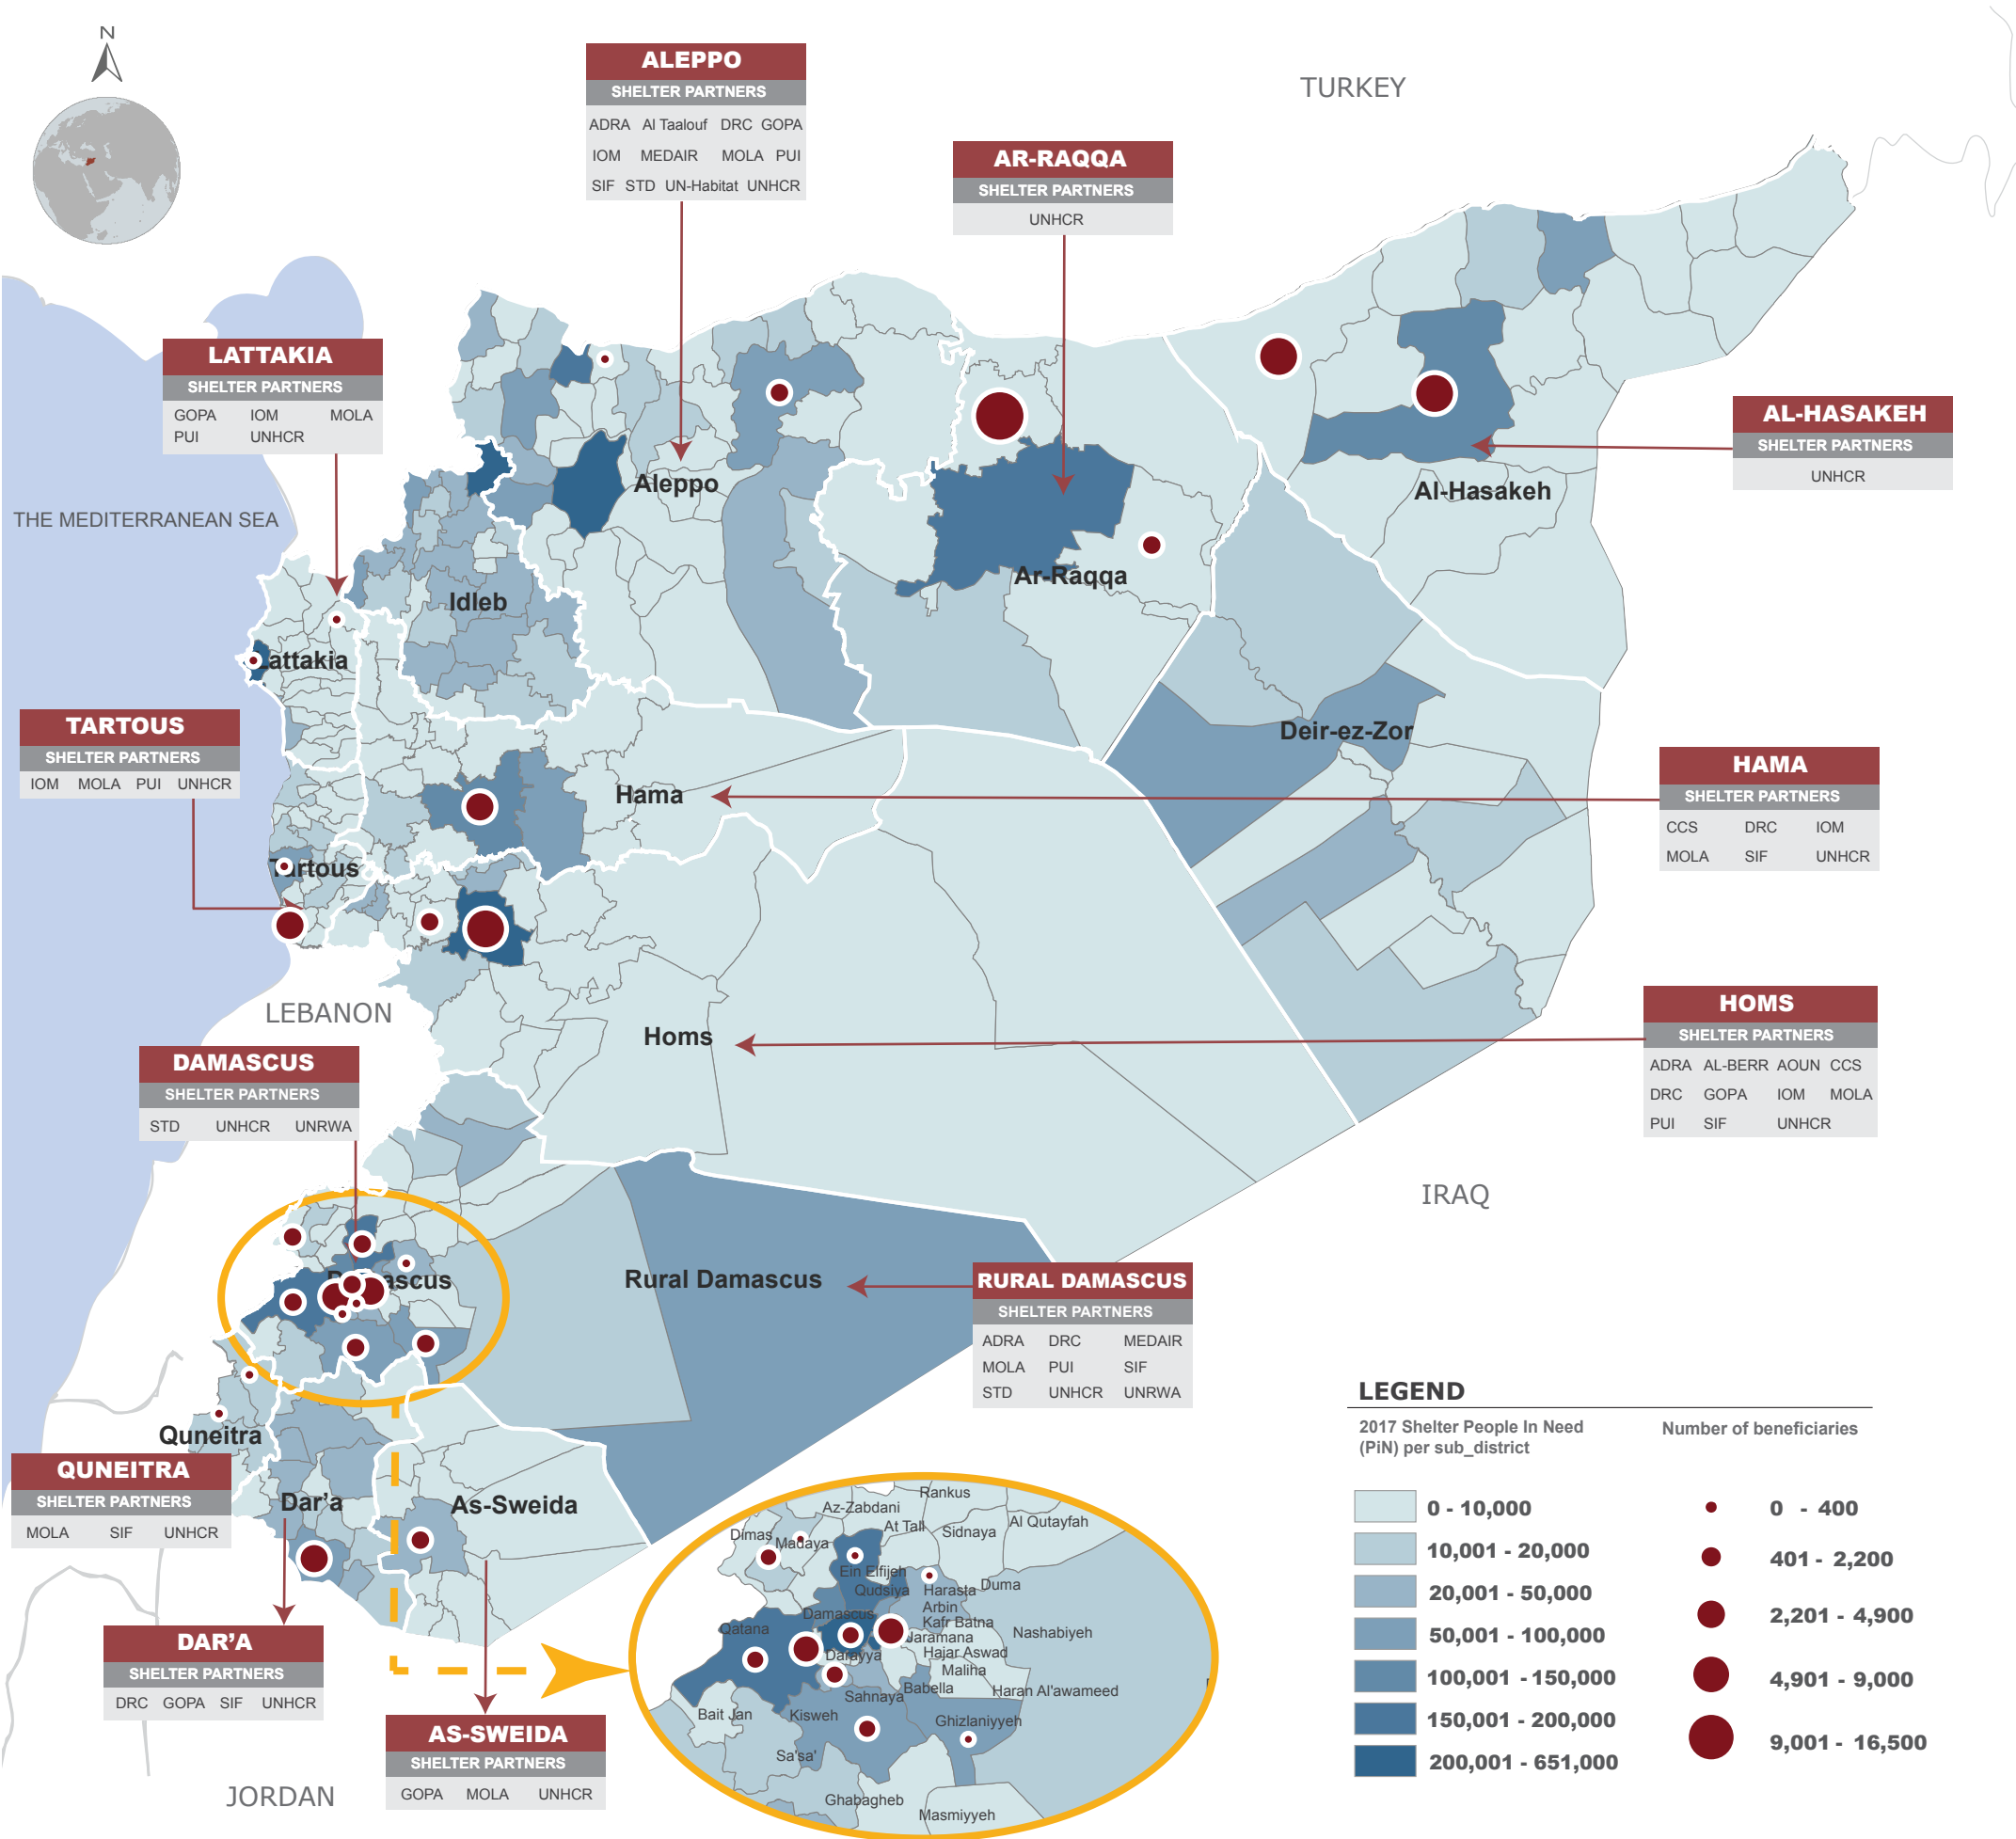 N
TURKEY
ALEPPO
SHELTER PARTNERS
ADRA Al Taalouf DRC GOPA
IOM MEDAIR MOLA PUI
SIF STD UN-Habitat UNHCR
AR-RAQQA
SHELTER PARTNERS
UNHCR
LATTAKIA
SHELTER PARTNERS
GOPA IOM MOLA
PUI UNHCR
AL-HASAKEH
SHELTER PARTNERS
UNHCR
THE MEDITERRANEAN SEA
Aleppo
Al-Hasakeh
Ar-Raqqa
Idleb
Lattakia
TARTOUS
SHELTER PARTNERS
IOM MOLA PUI UNHCR
Deir-ez-Zor
Hama
HAMA
SHELTER PARTNERS
CCS DRC IOM
MOLA SIF UNHCR
Tartous
LEBANON
Homs
HOMS
SHELTER PARTNERS
ADRA AL-BERR AOUN CCS
DRC GOPA IOM MOLA
PUI SIF UNHCR
DAMASCUS
SHELTER PARTNERS
STD UNHCR UNRWA
IRAQ
Damascus
Rural Damascus
RURAL DAMASCUS
SHELTER PARTNERS
ADRA DRC MEDAIR
MOLA PUI SIF
STD UNHCR UNRWA
Quneitra
QUNEITRA
SHELTER PARTNERS
MOLA SIF UNHCR
Dar'a
As-Sweida
DAR'A
SHELTER PARTNERS
DRC GOPA SIF UNHCR
AS-SWEIDA
SHELTER PARTNERS
GOPA MOLA UNHCR
JORDAN
Rankus
Az-Zabdani
Al Qutayfah
At Tall
Sidnaya
Dimas
Madaya
Ein Elfijeh
Qudsiya
Harasta
Duma
Arbin
Damascus
Kafr Batna
Qatana
Jaramana
Nashabiyeh
Darayya
Hajar Aswad
Maliha
Babella
Haran Al'awameed
Sahnaya
Bait Jan
Kisweh
Ghizlaniyyeh
Sa'sa'
Ghabagheb
Masmiyyeh
LEGEND
2017 Shelter People In Need
(PiN) per sub_district
0 - 10,000
10,001 - 20,000
20,001 - 50,000
50,001 - 100,000
100,001 - 150,000
150,001 - 200,000
200,001 - 651,000
Number of beneficiaries
0 - 400
401 - 2,200
2,201 - 4,900
4,901 - 9,000
9,001 - 16,500